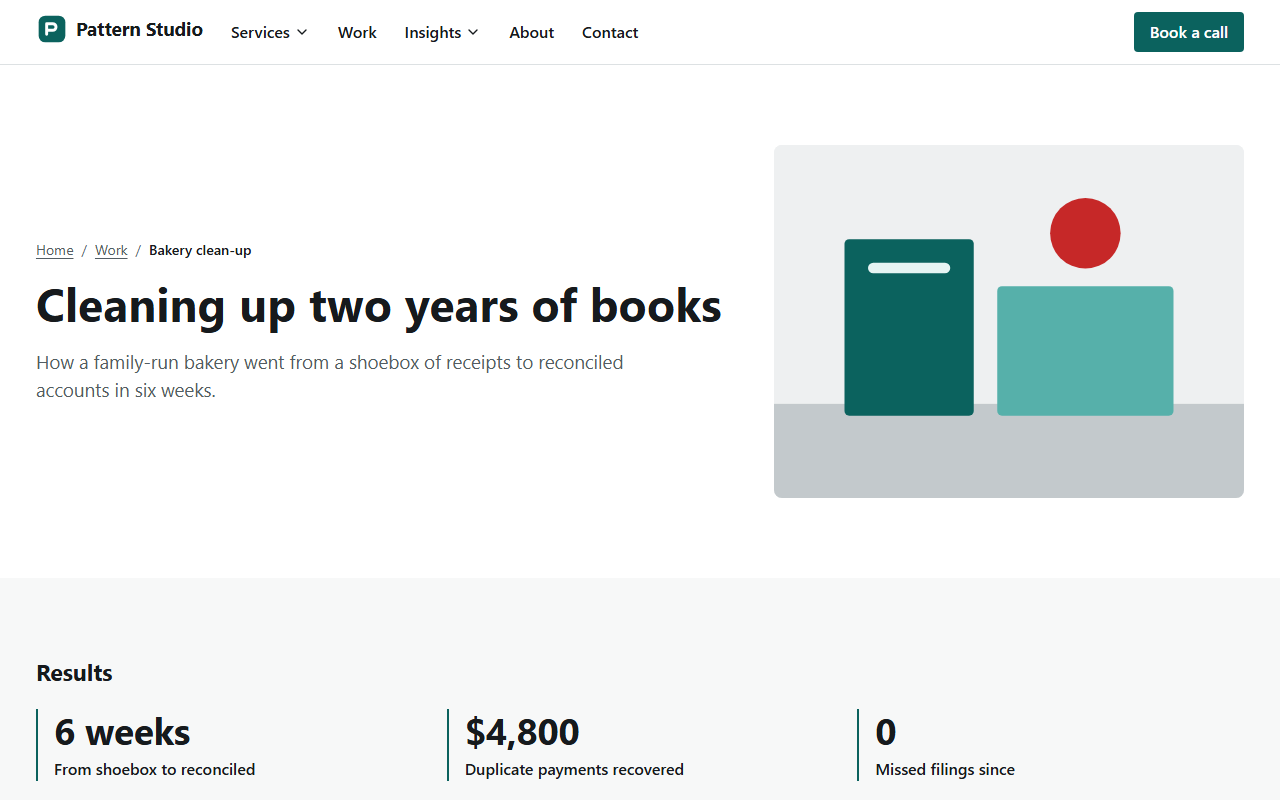 Pattern Studio
Services
Work
Insights
About
Contact
Book a call
Home / Work / Bakery clean-up
Cleaning up two years of books
How a family-run bakery went from a shoebox of receipts to reconciled
accounts in six weeks.
Results
6 weeks
From shoebox to reconciled
$4,800
Duplicate payments recovered
0
Missed filings since